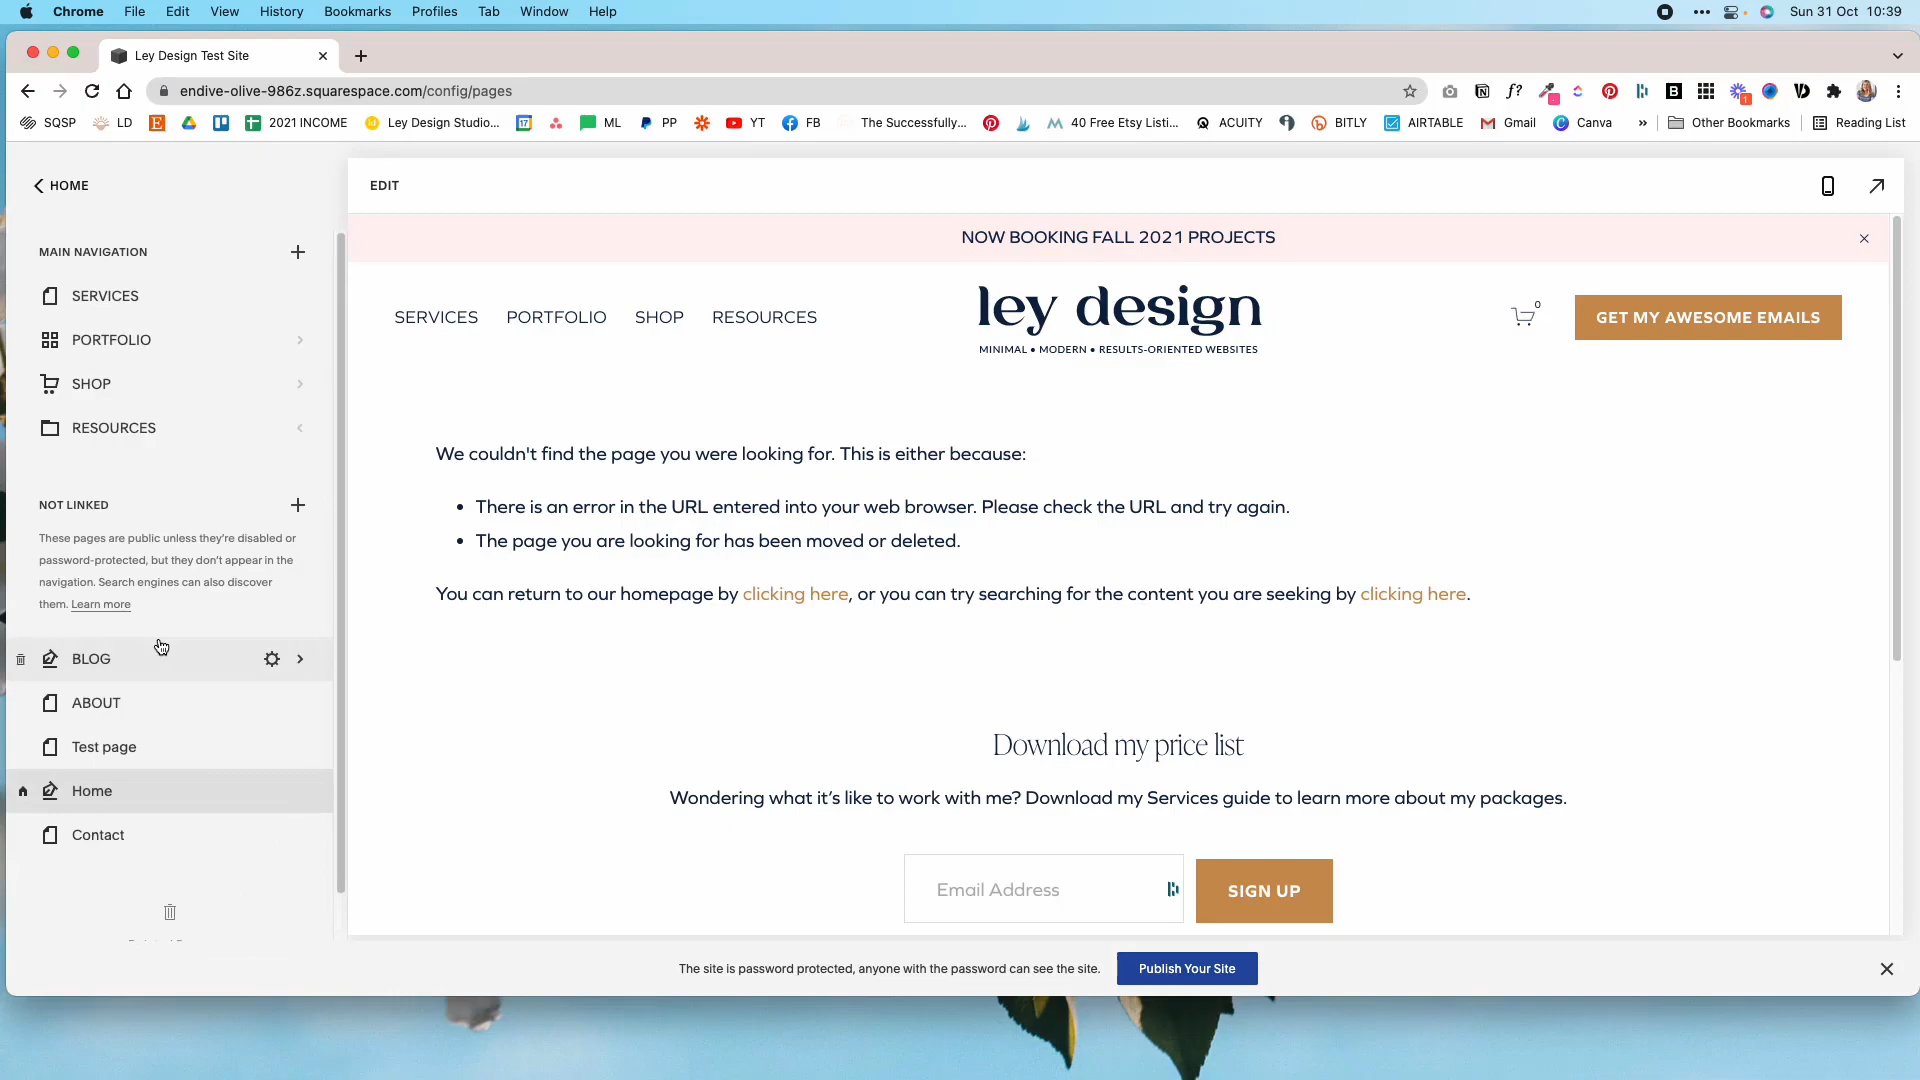 Chrome File Edit View History Bookmarks Profiles Tab Window Help
Sun 31 Oct 10:39
Ley Design Test Site
endive-olive-986z.squarespace.com/config/pages
SQSP LD 2021 INCOME Ley Design Studio... ML PP YT FB The Successfully... 40 Free Etsy Listi... ACUITY BITLY AIRTABLE Gmail Canva » Other Bookmarks Reading List
HOME
MAIN NAVIGATION
SERVICES
PORTFOLIO
SHOP
RESOURCES
NOT LINKED
These pages are public unless they're disabled or
password-protected, but they don't appear in the
navigation. Search engines can also discover
them. Learn more
BLOG
ABOUT
Test page
Home
Contact
EDIT
NOW BOOKING FALL 2021 PROJECTS
SERVICES PORTFOLIO SHOP RESOURCES
ley design
MINIMAL • MODERN • RESULTS-ORIENTED WEBSITES
0
GET MY AWESOME EMAILS
We couldn't find the page you were looking for. This is either because:
• There is an error in the URL entered into your web browser. Please check the URL and try again.
• The page you are looking for has been moved or deleted.
You can return to our homepage by clicking here, or you can try searching for the content you are seeking by clicking here.
Download my price list
Wondering what it's like to work with me? Download my Services guide to learn more about my packages.
Email Address
SIGN UP
The site is password protected, anyone with the password can see the site.
Publish Your Site